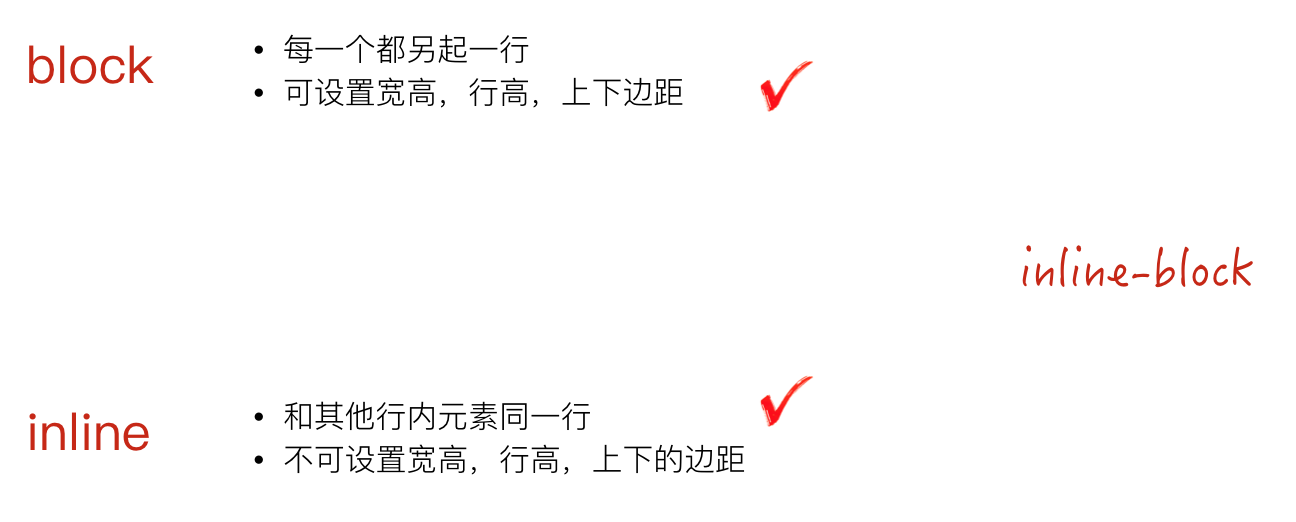 block
• 每一个都另起一行
• 可设置宽高，行高，上下边距
inline-block
inline
• 和其他行内元素同一行
• 不可设置宽高，行高，上下的边距